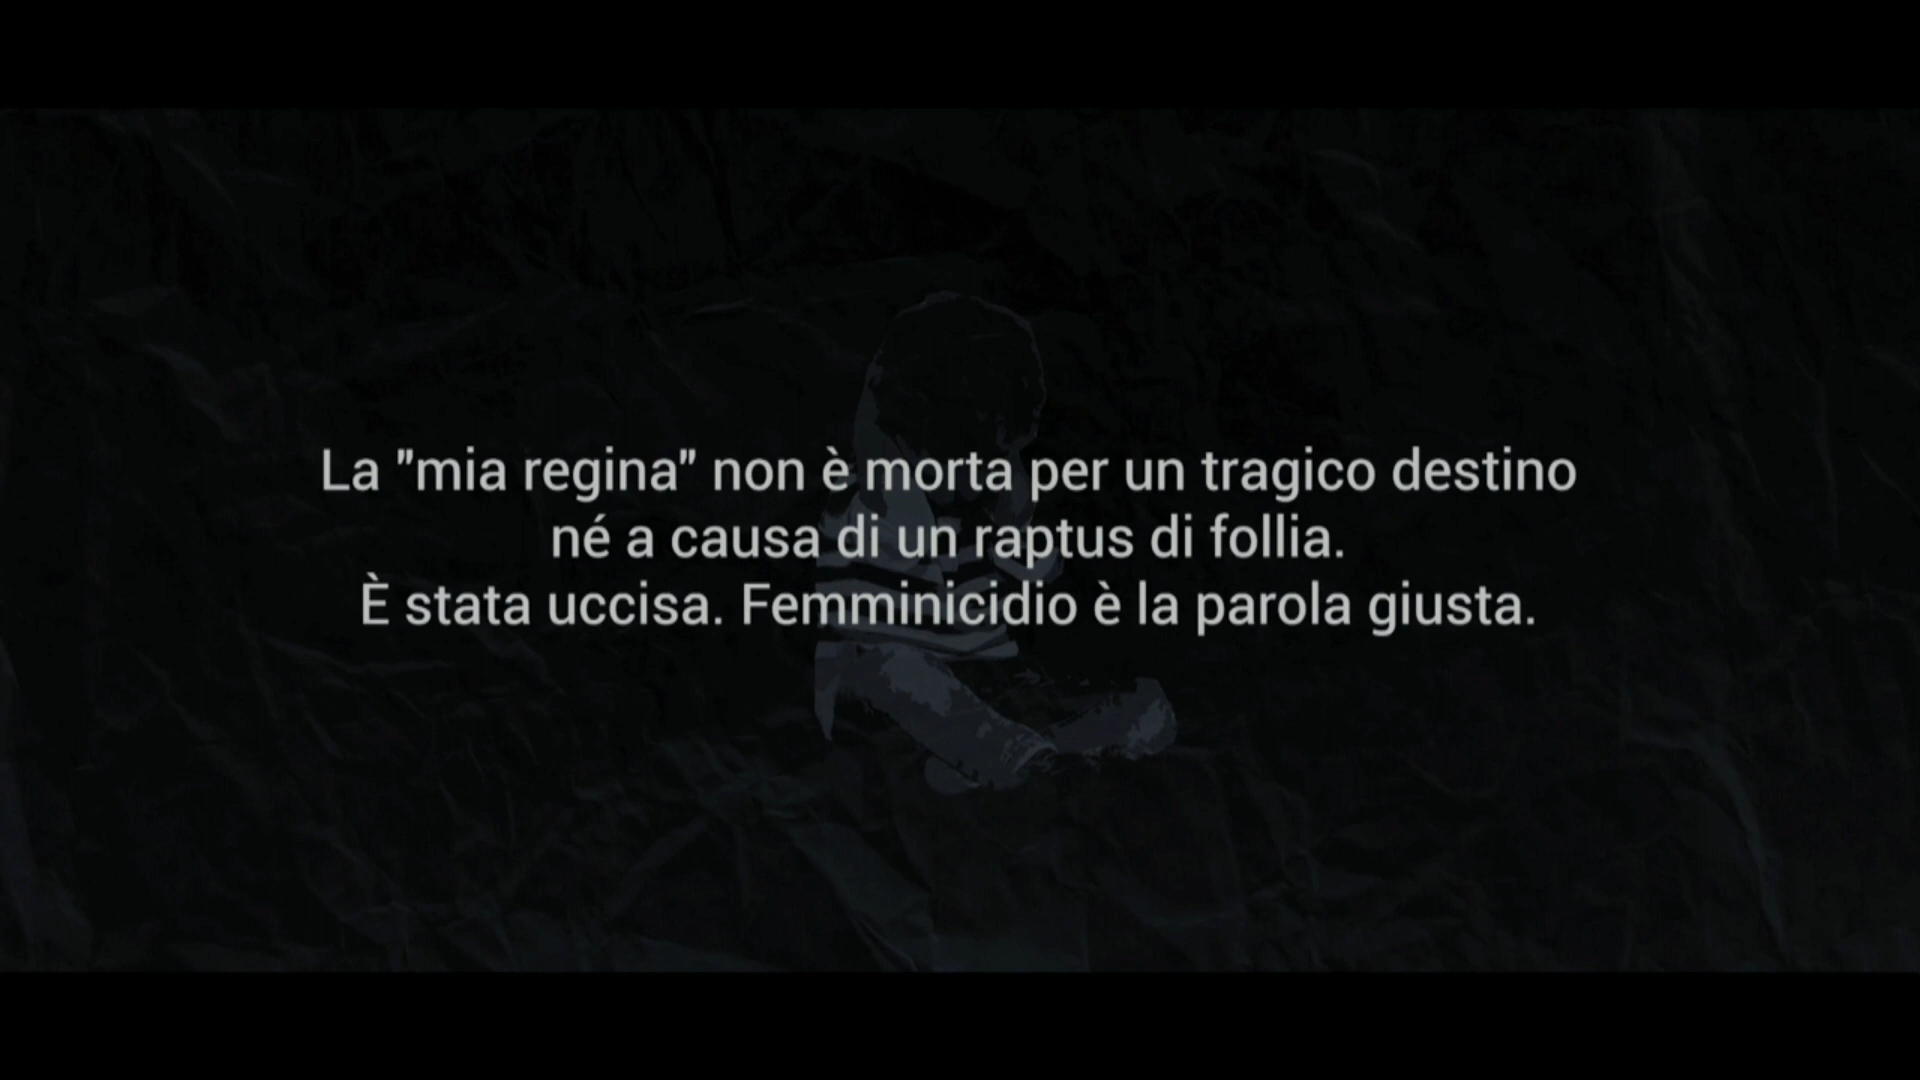 La "mia regina" non è morta per un tragico destino
né a causa di un raptus di follia.
È stata uccisa. Femminicidio è la parola giusta.